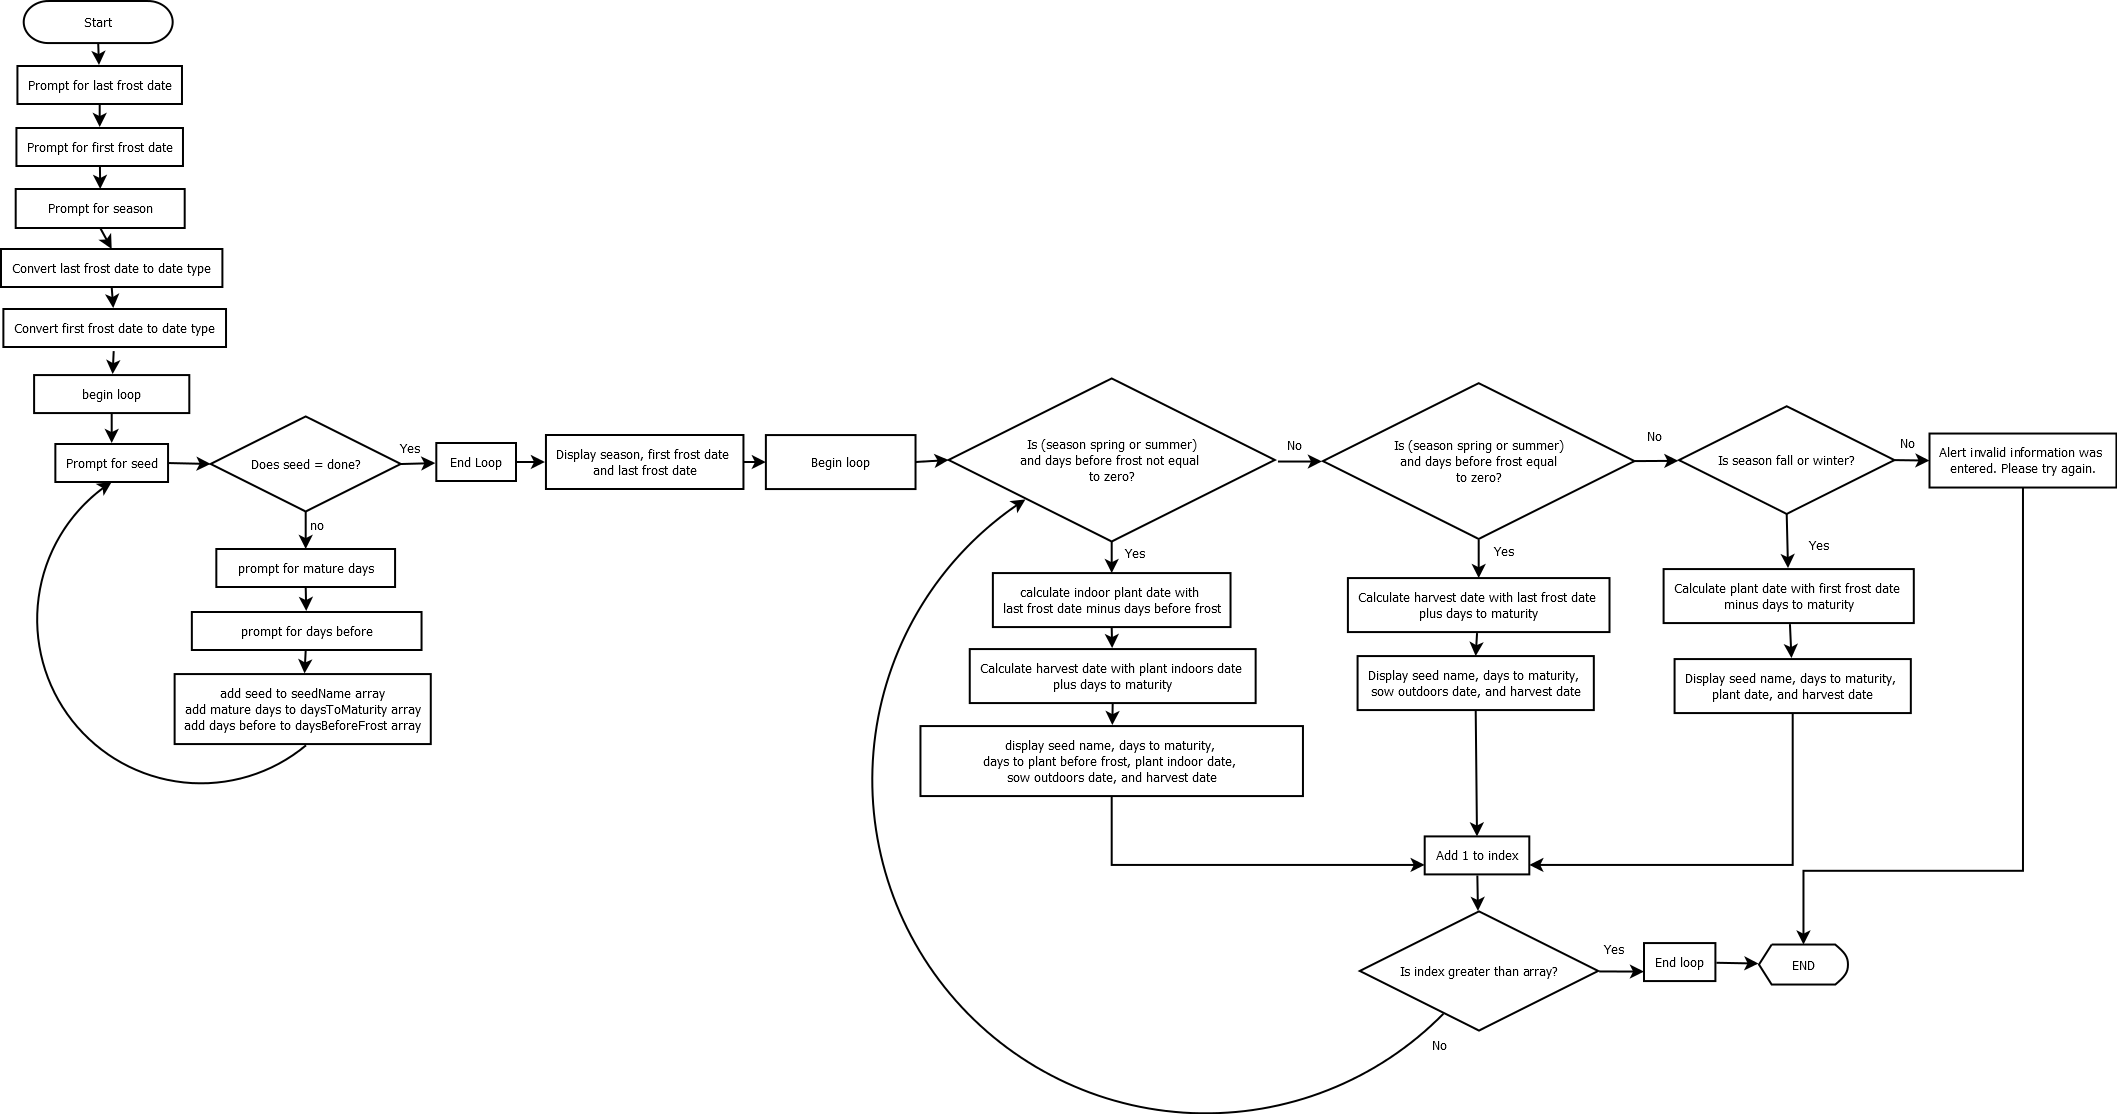 Start
Prompt for last frost date
Prompt for first frost date
Prompt for season
Convert last frost date to date type
Convert first frost date to date type
begin loop
Prompt for seed
Does seed = done?
Yes
no
prompt for mature days
prompt for days before
add seed to seedName array
add mature days to daysToMaturity array
add days before to daysBeforeFrost array
End Loop
Display season, first frost date
and last frost date
Begin loop
Is (season spring or summer)
and days before frost not equal
to zero?
No
Yes
calculate indoor plant date with
last frost date minus days before frost
Calculate harvest date with plant indoors date
plus days to maturity
display seed name, days to maturity,
days to plant before frost, plant indoor date,
sow outdoors date, and harvest date
Is (season spring or summer)
and days before frost equal
to zero?
No
Yes
Calculate harvest date with last frost date
plus days to maturity
Display seed name, days to maturity,
sow outdoors date, and harvest date
Is season fall or winter?
No
Yes
Calculate plant date with first frost date
minus days to maturity
Display seed name, days to maturity,
plant date, and harvest date
Alert invalid information was
entered. Please try again.
Add 1 to index
Is index greater than array?
Yes
No
End loop
END